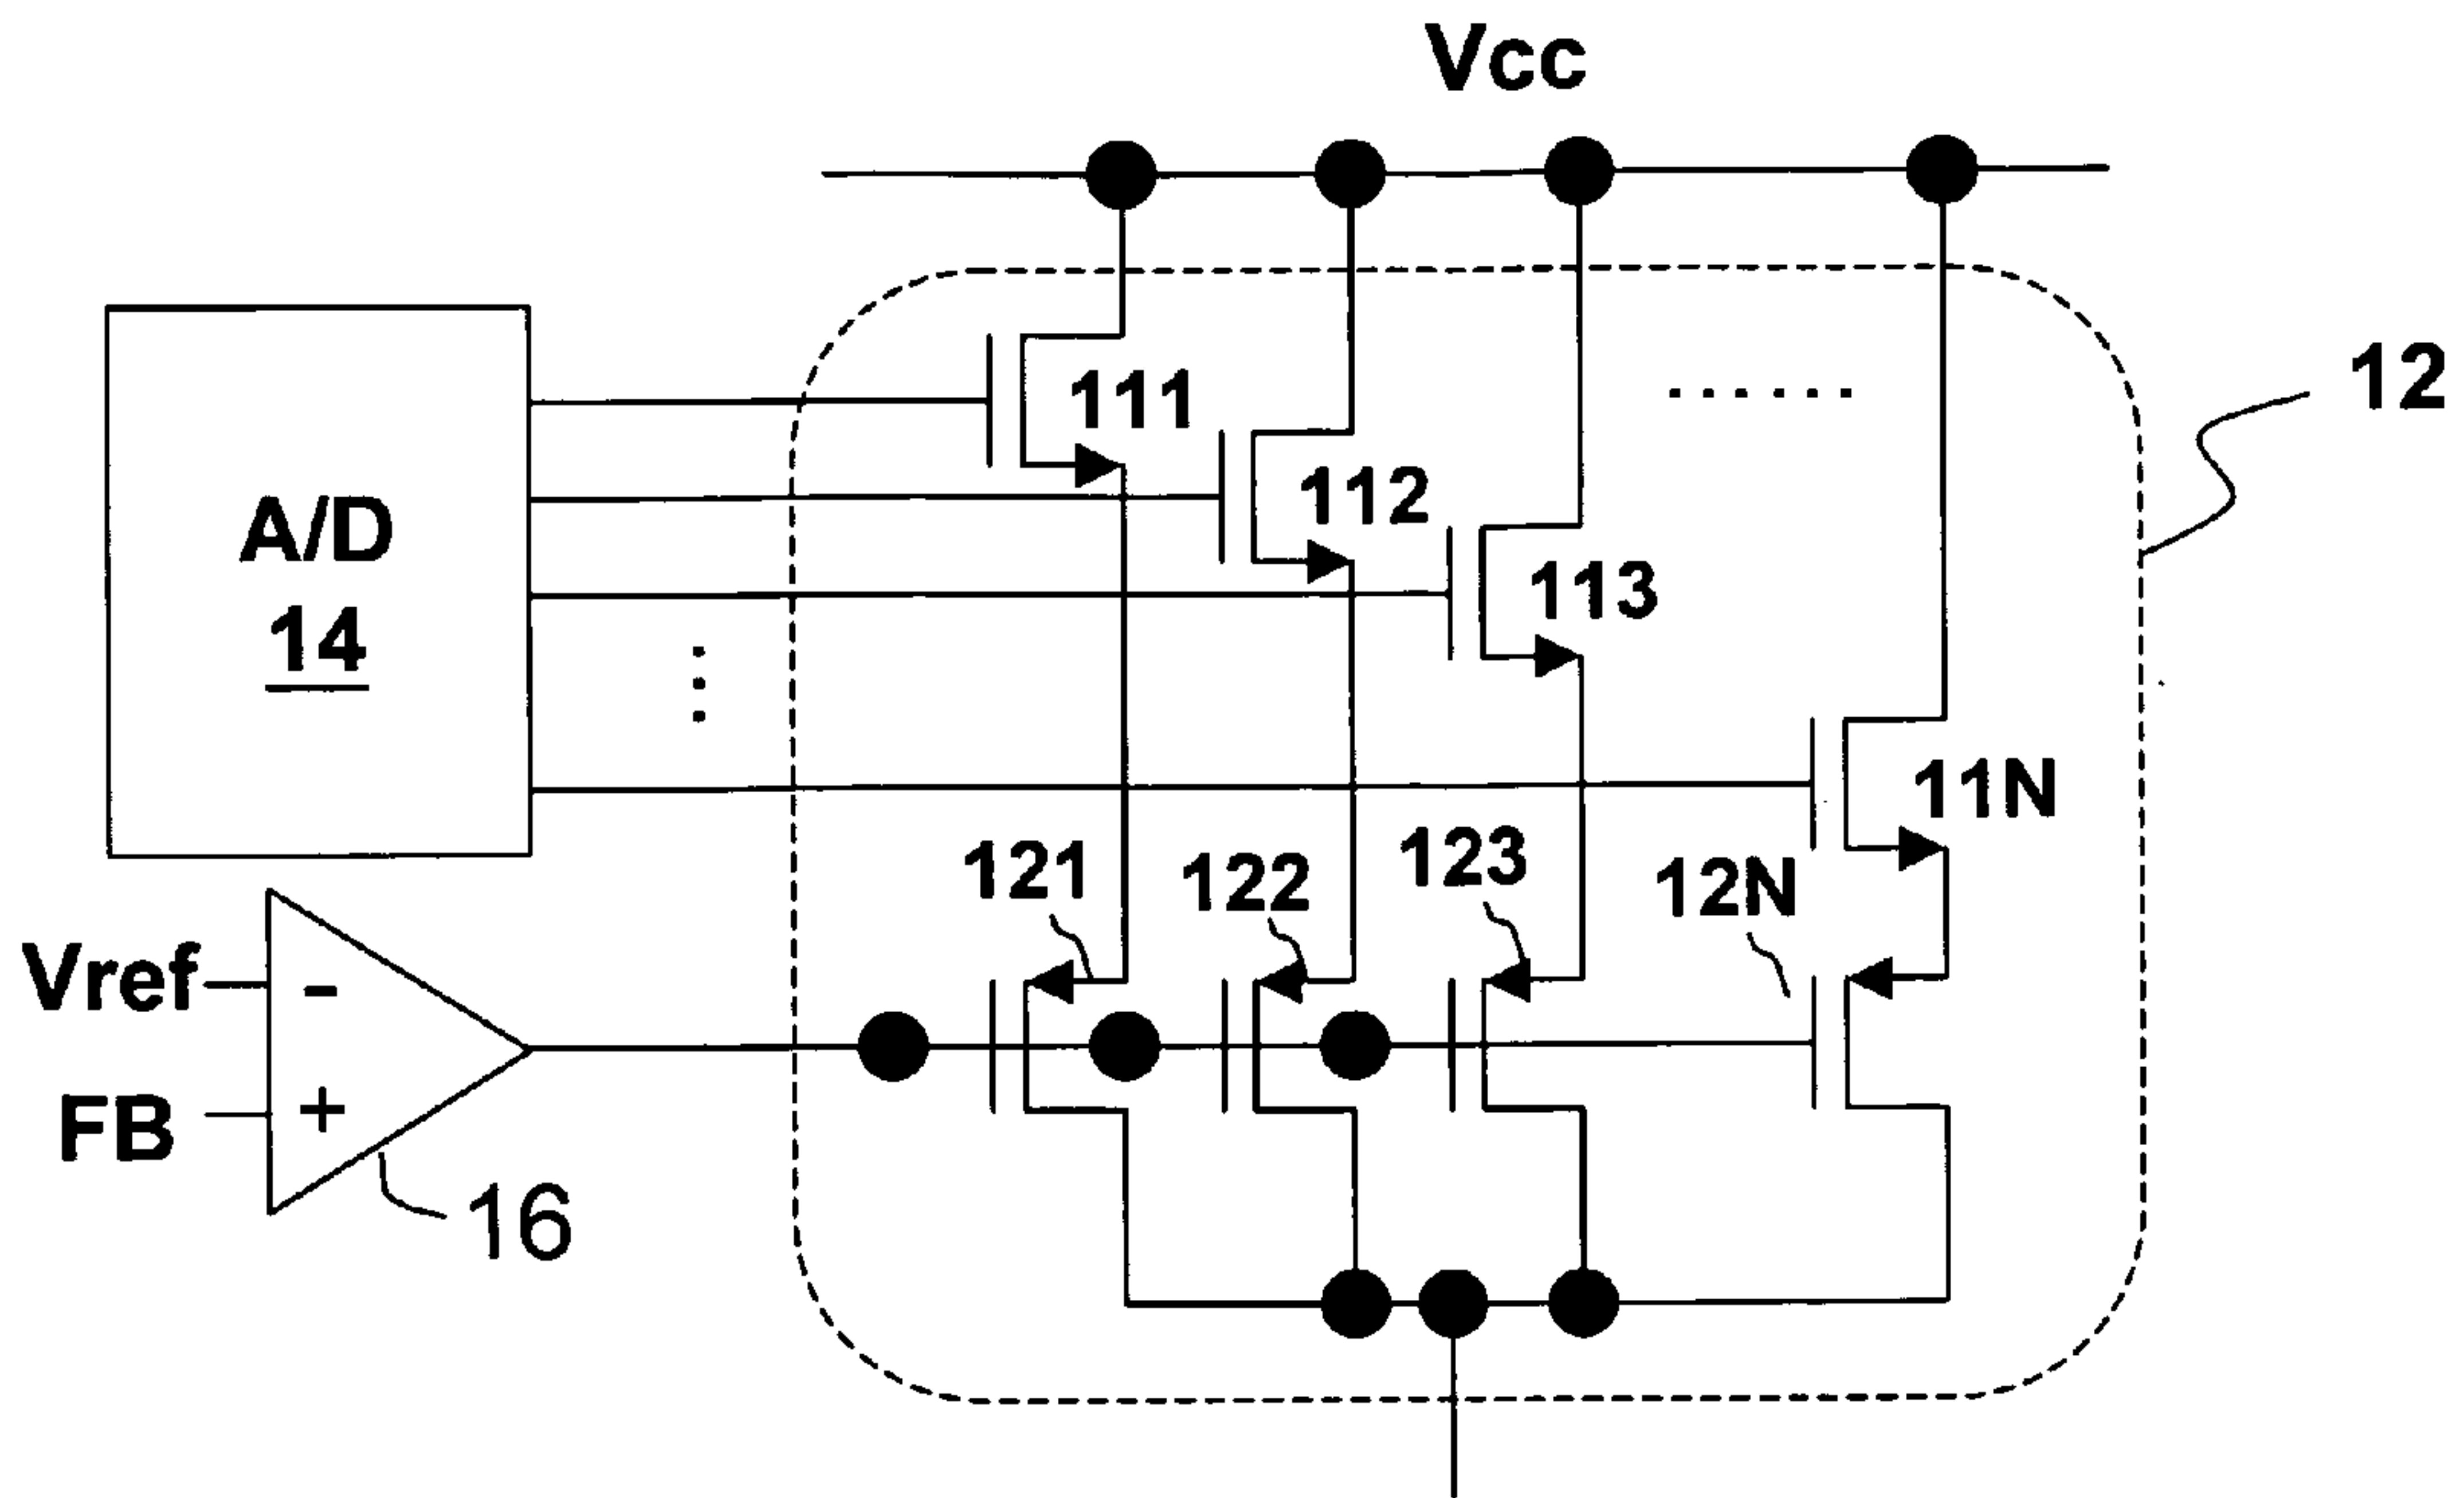 Vcc
12
111
......
112
A/D
14
113
11N
121
122
123
12N
Vref
-
FB
+
16